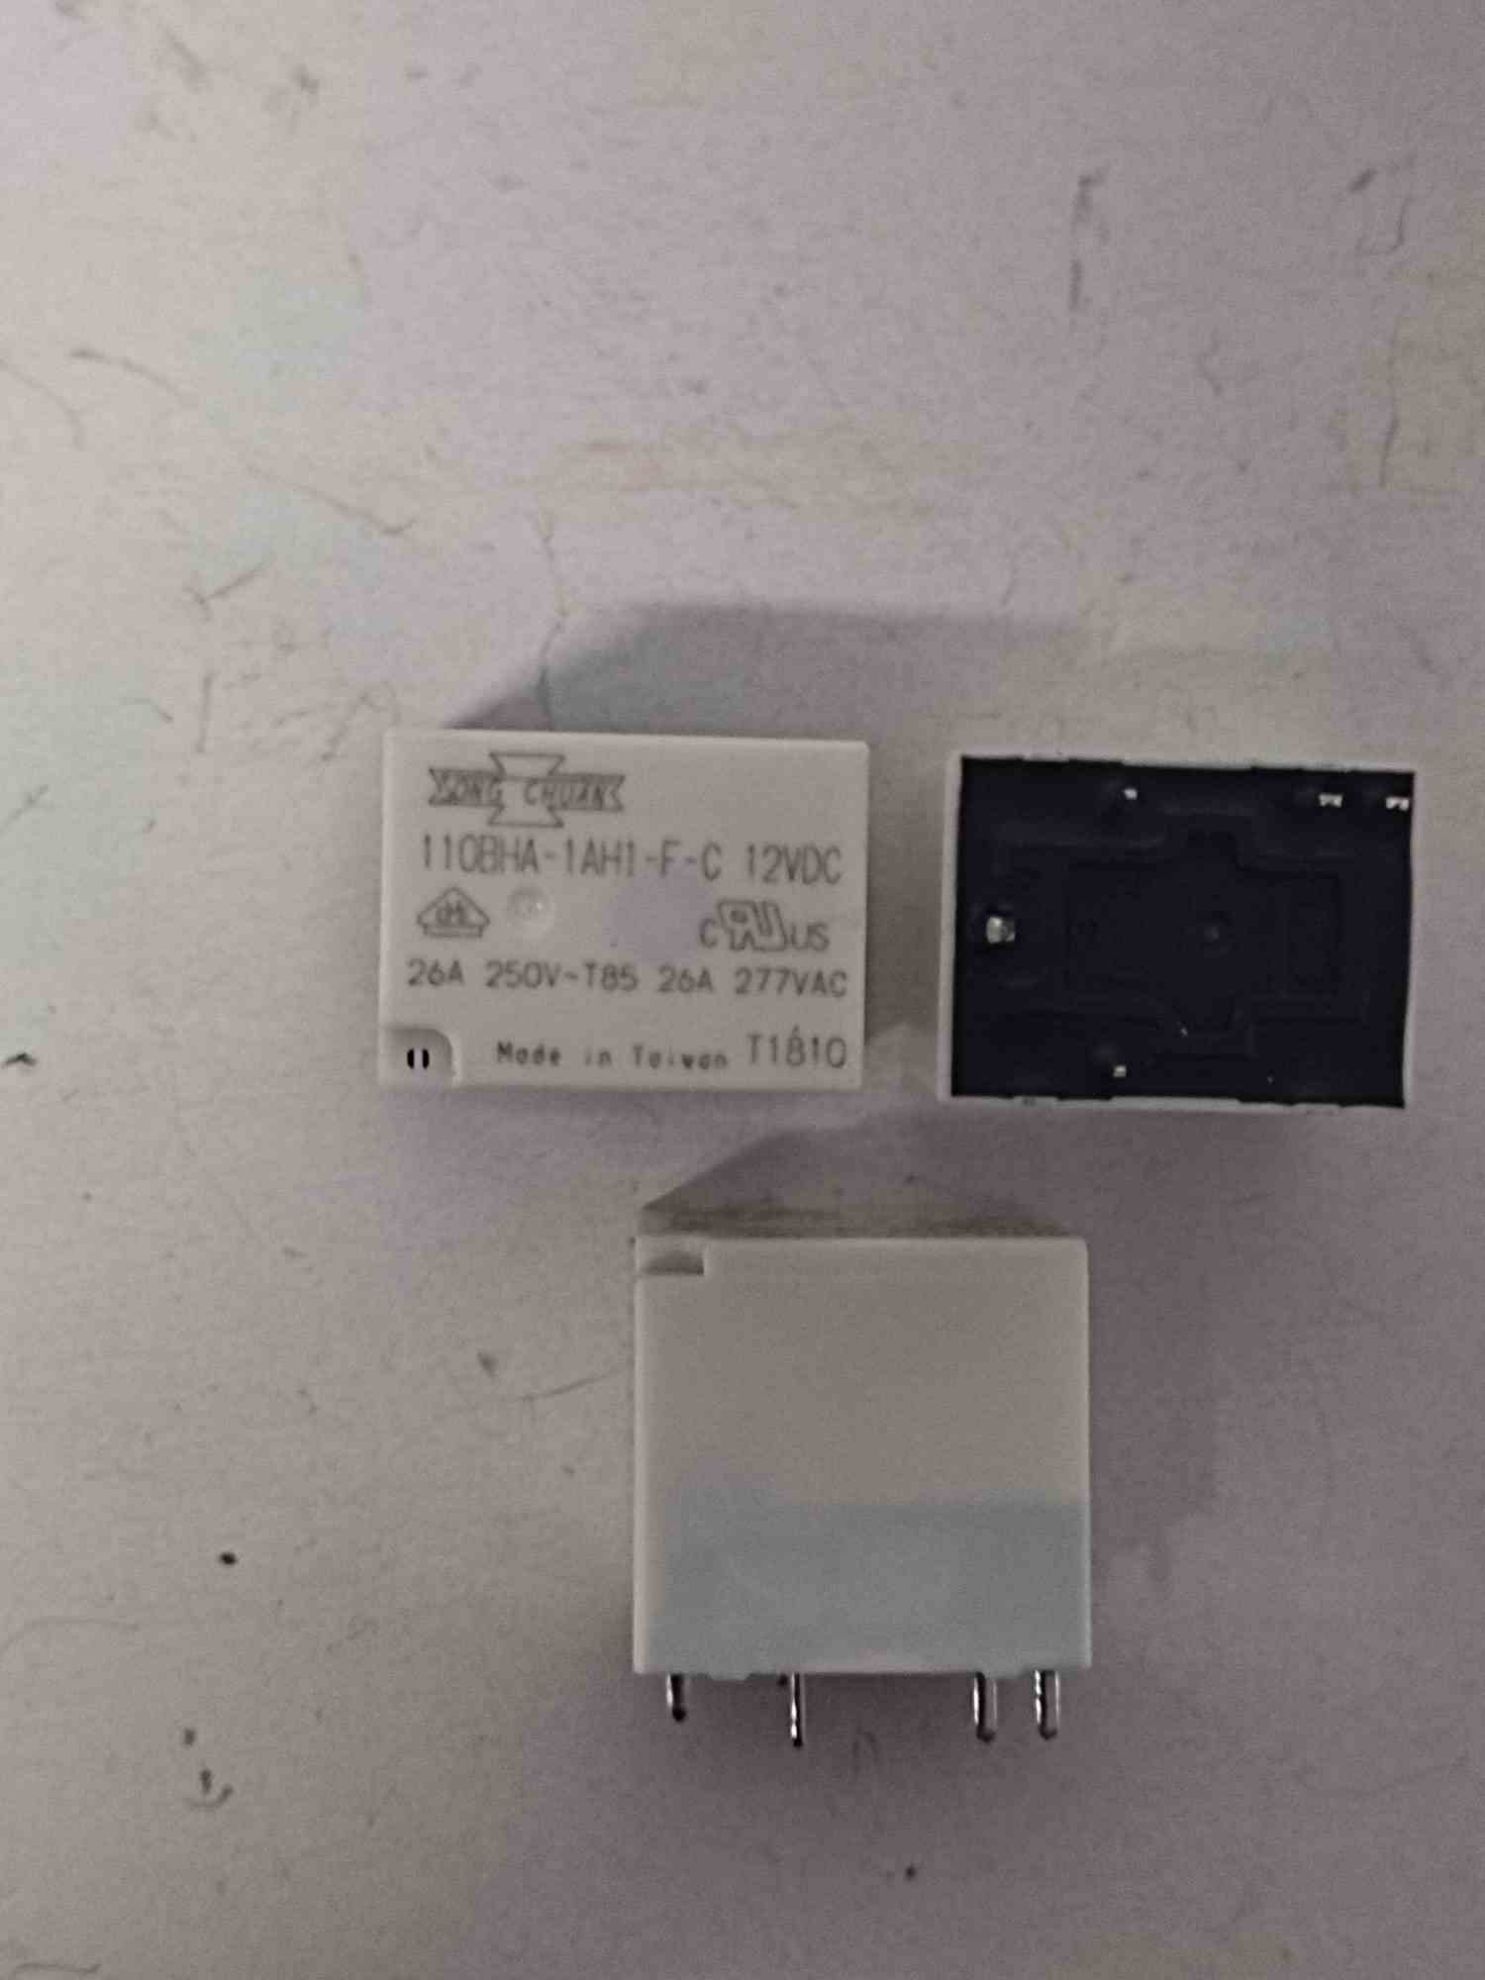 SONG CHUAN
110BHA-1AH1-F-C 12VDC
c US
26A 250V~T85 26A 277VAC
Made in Taiwan T1810